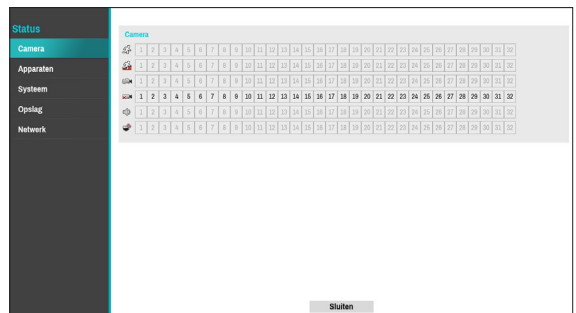 Status
Camera
Apparaten
Systeem
Opslag
Netwerk
Camera
1 2 3 4 5 6 7 8 9 10 11 12 13 14 15 16 17 18 19 20 21 22 23 24 25 26 27 28 29 30 31 32
1 2 3 4 5 6 7 8 9 10 11 12 13 14 15 16 17 18 19 20 21 22 23 24 25 26 27 28 29 30 31 32
1 2 3 4 5 6 7 8 9 10 11 12 13 14 15 16 17 18 19 20 21 22 23 24 25 26 27 28 29 30 31 32
1 2 3 4 5 6 7 8 9 10 11 12 13 14 15 16 17 18 19 20 21 22 23 24 25 26 27 28 29 30 31 32
1 2 3 4 5 6 7 8 9 10 11 12 13 14 15 16 17 18 19 20 21 22 23 24 25 26 27 28 29 30 31 32
1 2 3 4 5 6 7 8 9 10 11 12 13 14 15 16 17 18 19 20 21 22 23 24 25 26 27 28 29 30 31 32
Sluiten